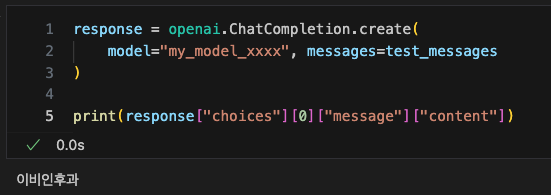 1 response = openai.ChatCompletion.create(
2     model="my_model_xxxx", messages=test_messages
3 )
4
5 print(response["choices"][0]["message"]["content"])
✓ 0.0s
이비인후과